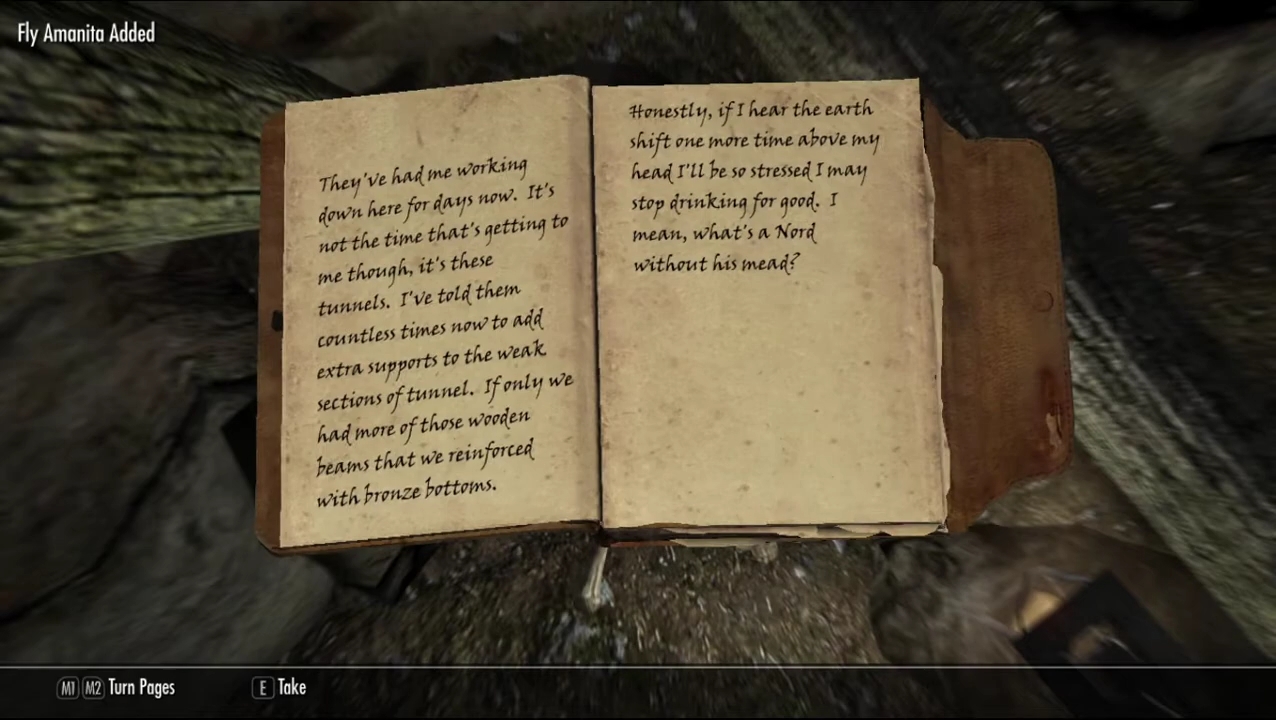 Fly Amanita Added
They've had me working
down here for days now. It's
not the time that's getting to
me though, it's these
tunnels. I've told them
countless times now to add
extra supports to the weak
sections of tunnel. If only we
had more of those wooden
beams that we reinforced
with bronze bottoms.
Honestly, if I hear the earth
shift one more time above my
head I'll be so stressed I may
stop drinking for good. I
mean, what's a Nord
without his mead?
M1 M2 Turn Pages E Take